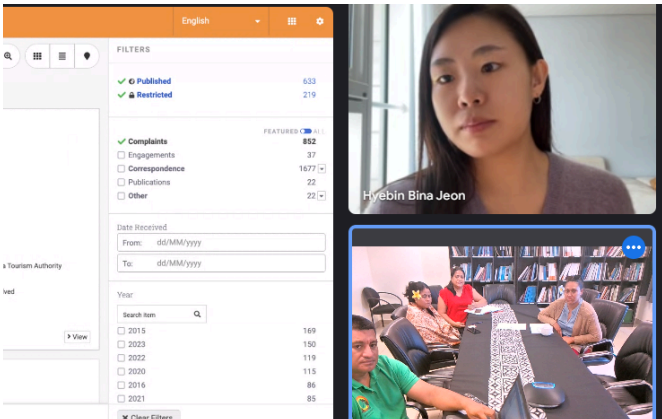 English
FILTERS
Published 633
Restricted 219
FEATURED ALL
Complaints 852
Engagements 37
Correspondence 1677
Publications 22
Other 22
Date Received
From: dd/MM/yyyy
To: dd/MM/yyyy
Tourism Authority
Year
Search Item
2015 169
> View
2023 150
2022 119
2020 115
2016 86
2021 85
× Clear Filters
Hyebin Bina Jeon